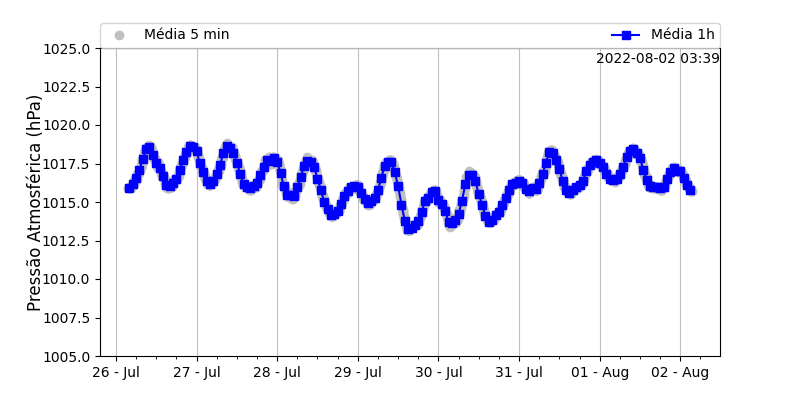 Média 5 min
Média 1h
2022-08-02 03:39
Pressão Atmosférica (hPa)
1025.0
1022.5
1020.0
1017.5
1015.0
1012.5
1010.0
1007.5
1005.0
26 - Jul
27 - Jul
28 - Jul
29 - Jul
30 - Jul
31 - Jul
01 - Aug
02 - Aug